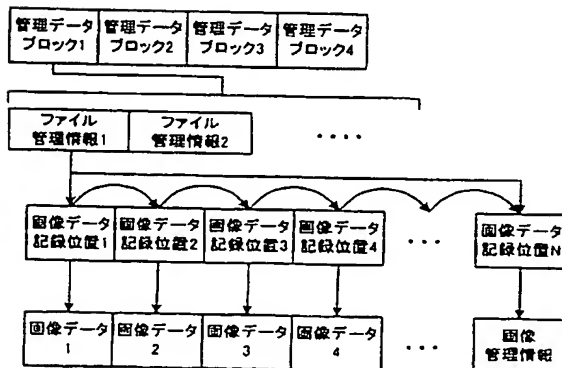 管理データ
ブロック1
管理データ
ブロック2
管理データ
ブロック3
管理データ
ブロック4
ファイル
管理情報1
ファイル
管理情報2
････
画像データ
記録位置1
画像データ
記録位置2
画像データ
記録位置3
画像データ
記録位置4
･･･
画像データ
記録位置N
画像データ
1
画像データ
2
画像データ
3
画像データ
4
･･･
画像
管理情報